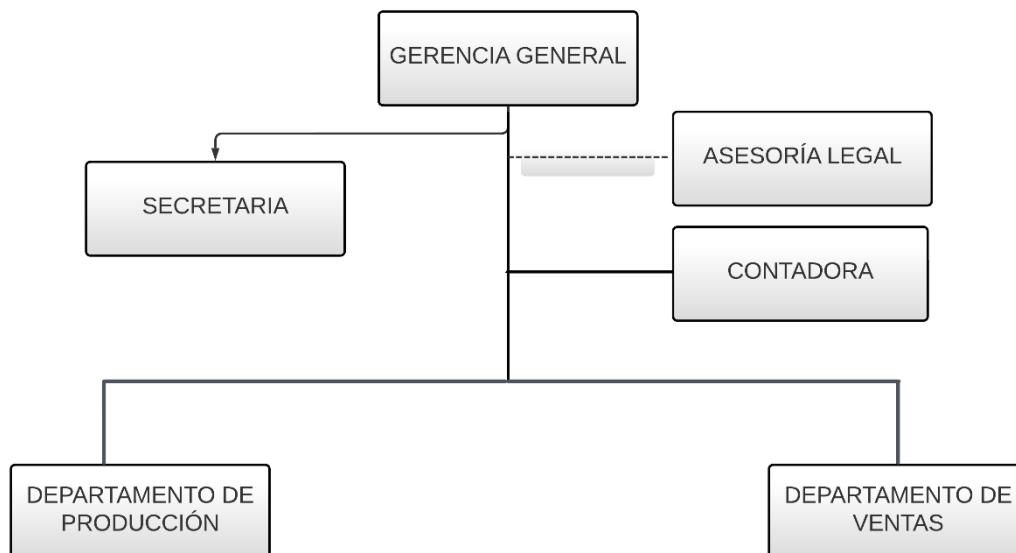 GERENCIA GENERAL
ASESORÍA LEGAL
SECRETARIA
CONTADORA
DEPARTAMENTO DE
PRODUCCIÓN
DEPARTAMENTO DE
VENTAS